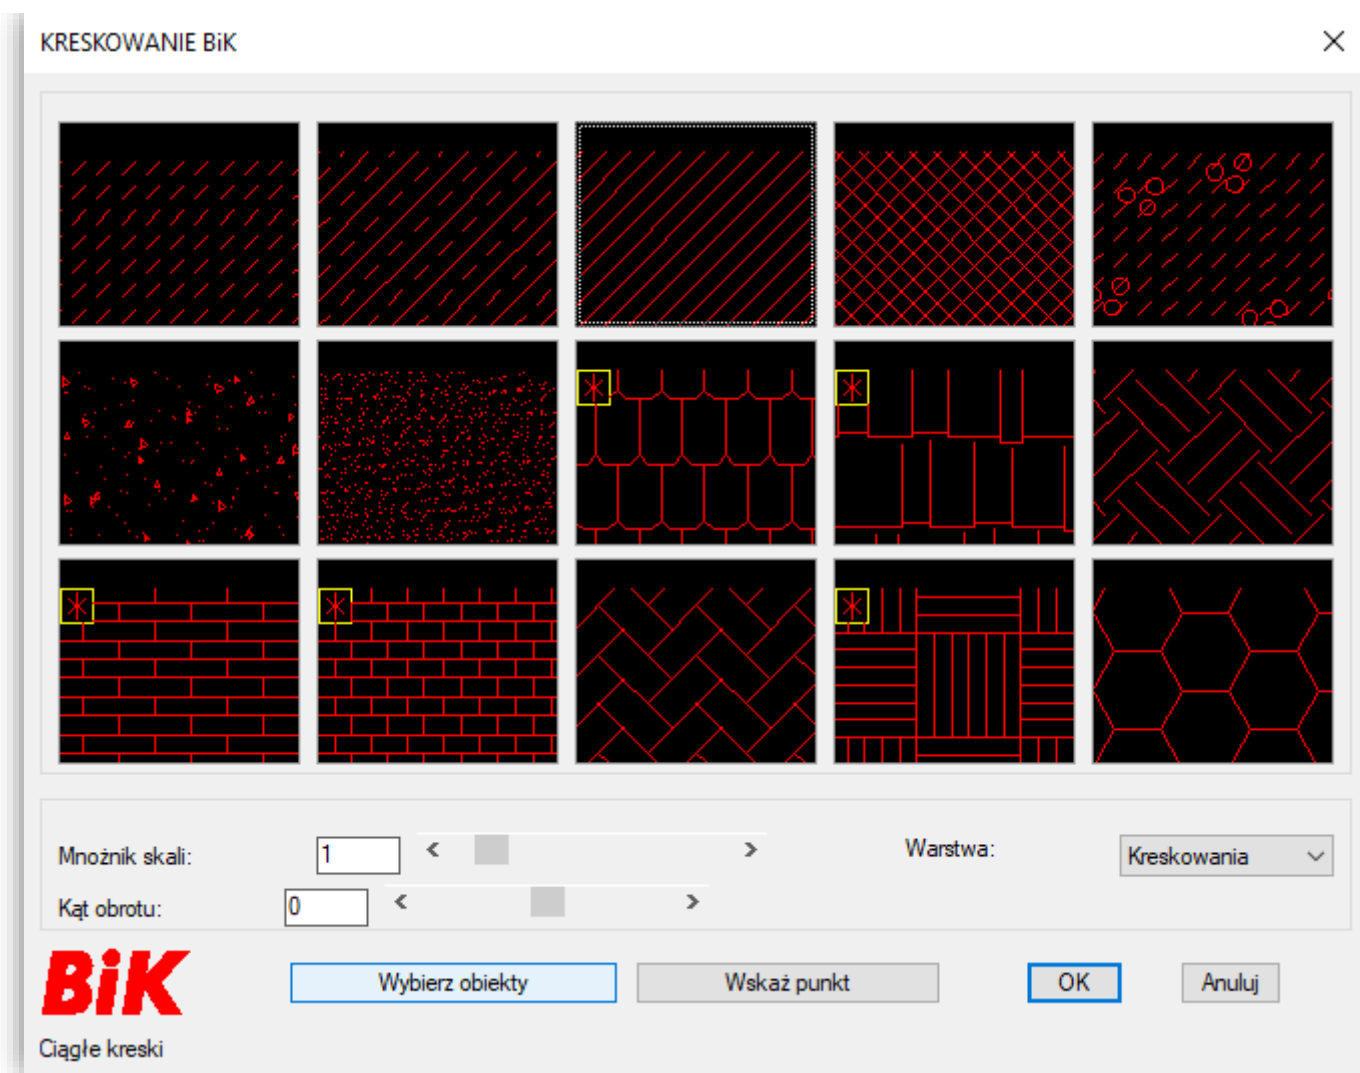 KRESKOWANIE BiK
Mnożnik skali:
1
Warstwa:
Kreskowania
Kąt obrotu:
0
BiK
Wybierz obiekty
Wskaż punkt
OK
Anuluj
Ciągłe kreski